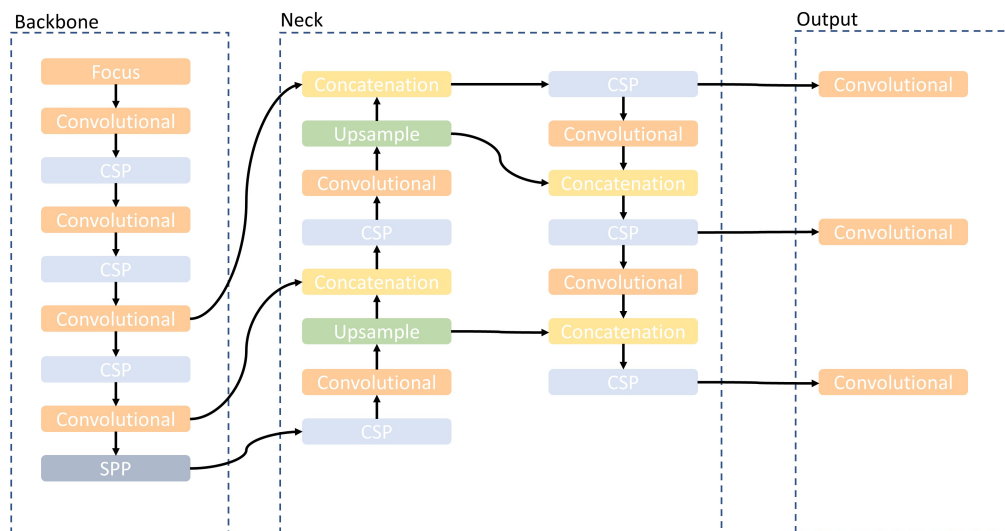 Backbone
Focus
Convolutional
CSP
Convolutional
CSP
Convolutional
CSP
Convolutional
SPP
Neck
Concatenation
Upsample
Convolutional
CSP
Concatenation
Upsample
Convolutional
CSP
CSP
Convolutional
Concatenation
CSP
Convolutional
Concatenation
CSP
Output
Convolutional
Convolutional
Convolutional